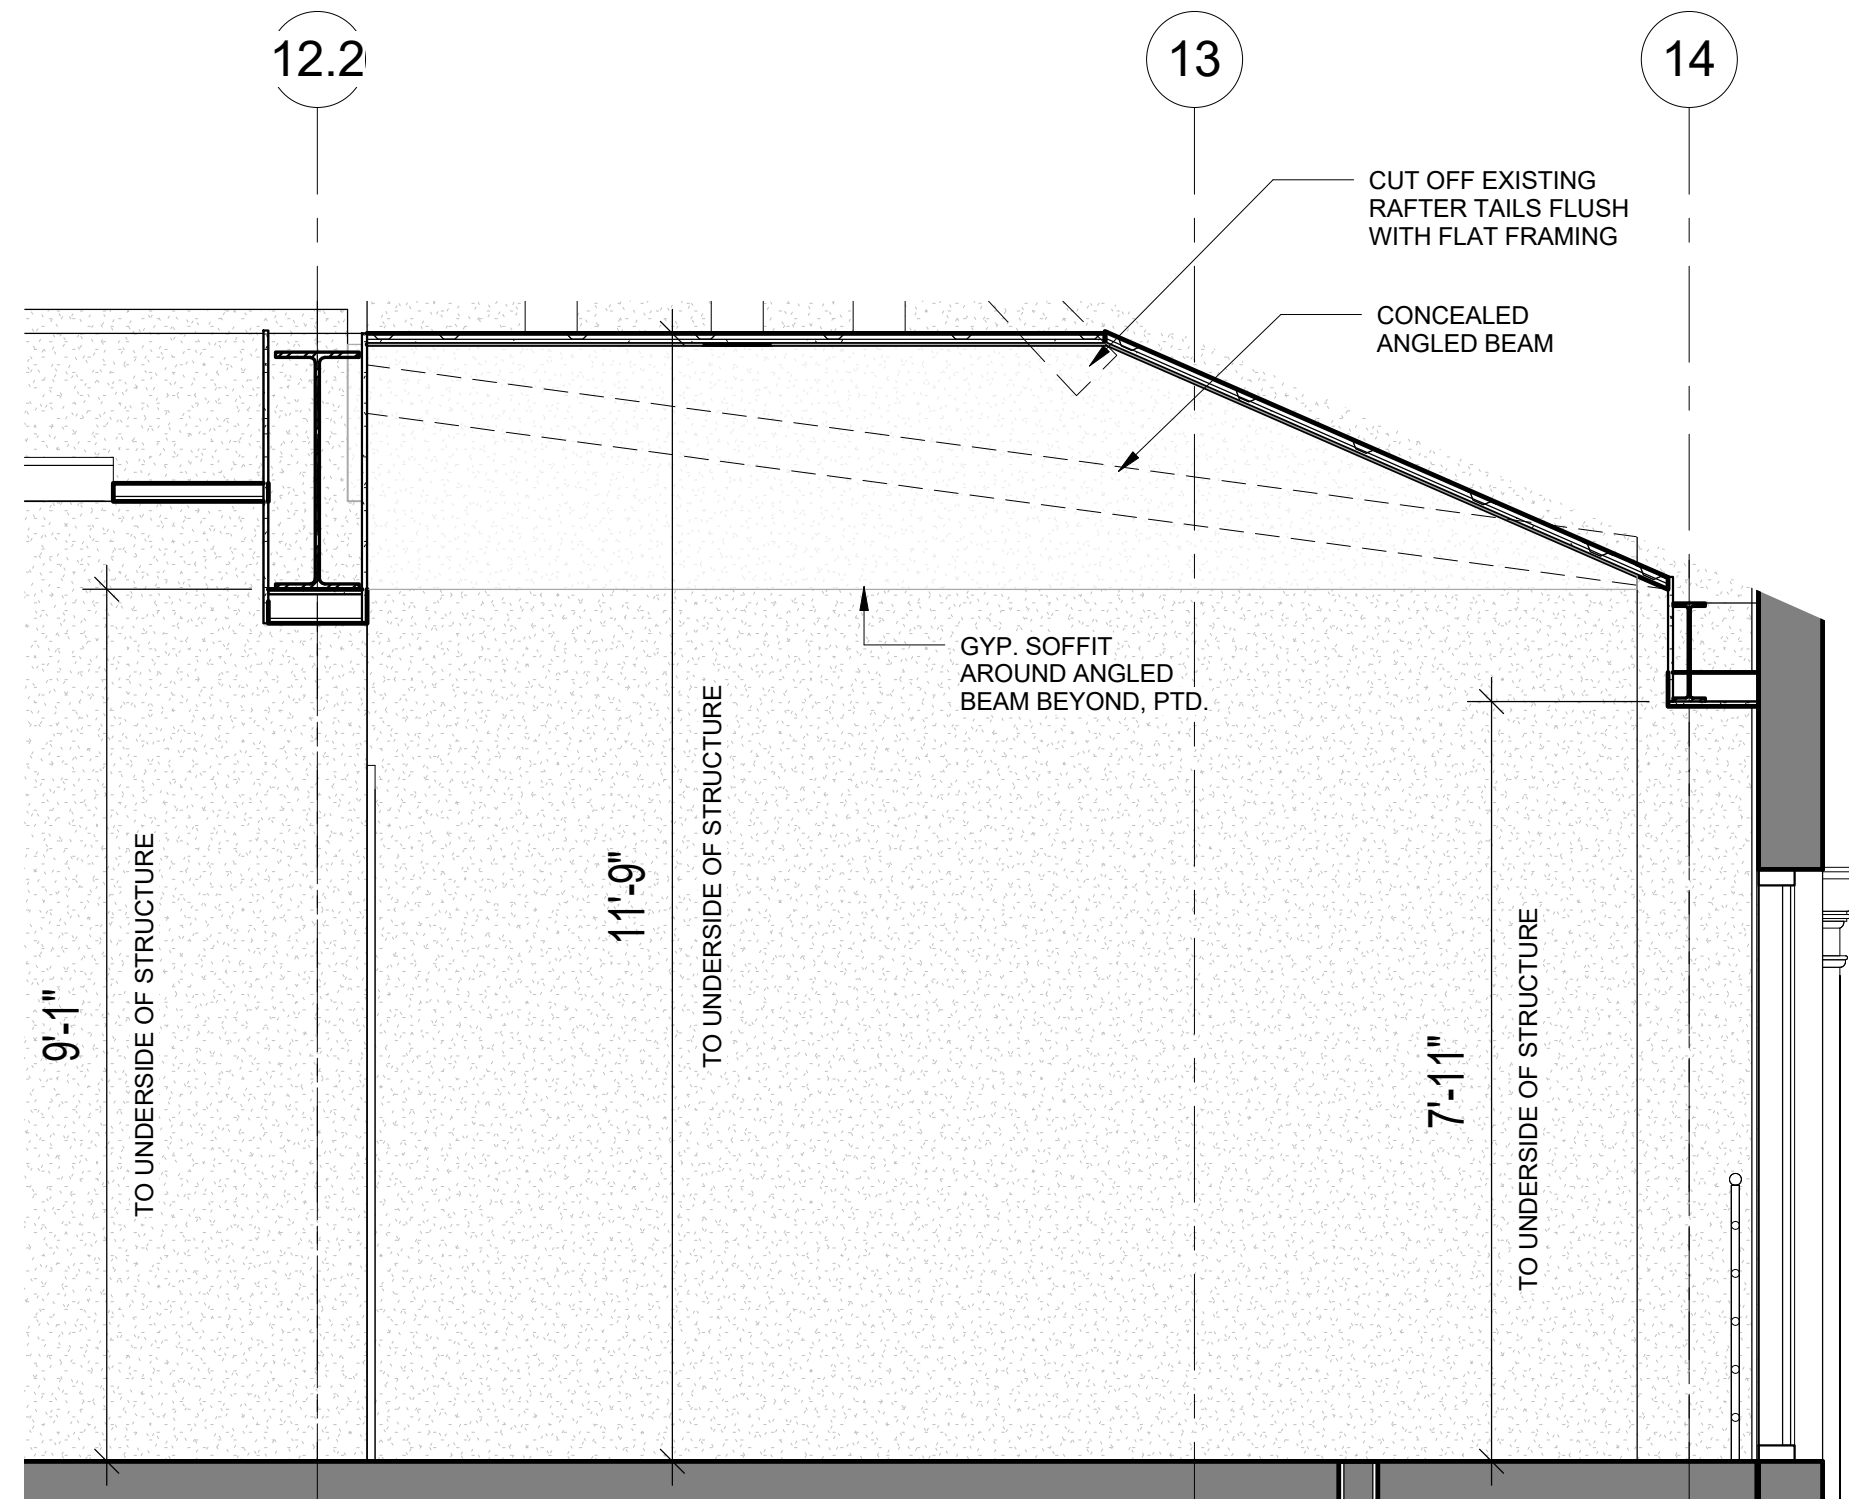 12.2
13
14
CUT OFF EXISTING
RAFTER TAILS FLUSH
WITH FLAT FRAMING
CONCEALED
ANGLED BEAM
GYP. SOFFIT
AROUND ANGLED
BEAM BEYOND, PTD.
9'-1"
TO UNDERSIDE OF STRUCTURE
11'-9"
TO UNDERSIDE OF STRUCTURE
7'-11"
TO UNDERSIDE OF STRUCTURE